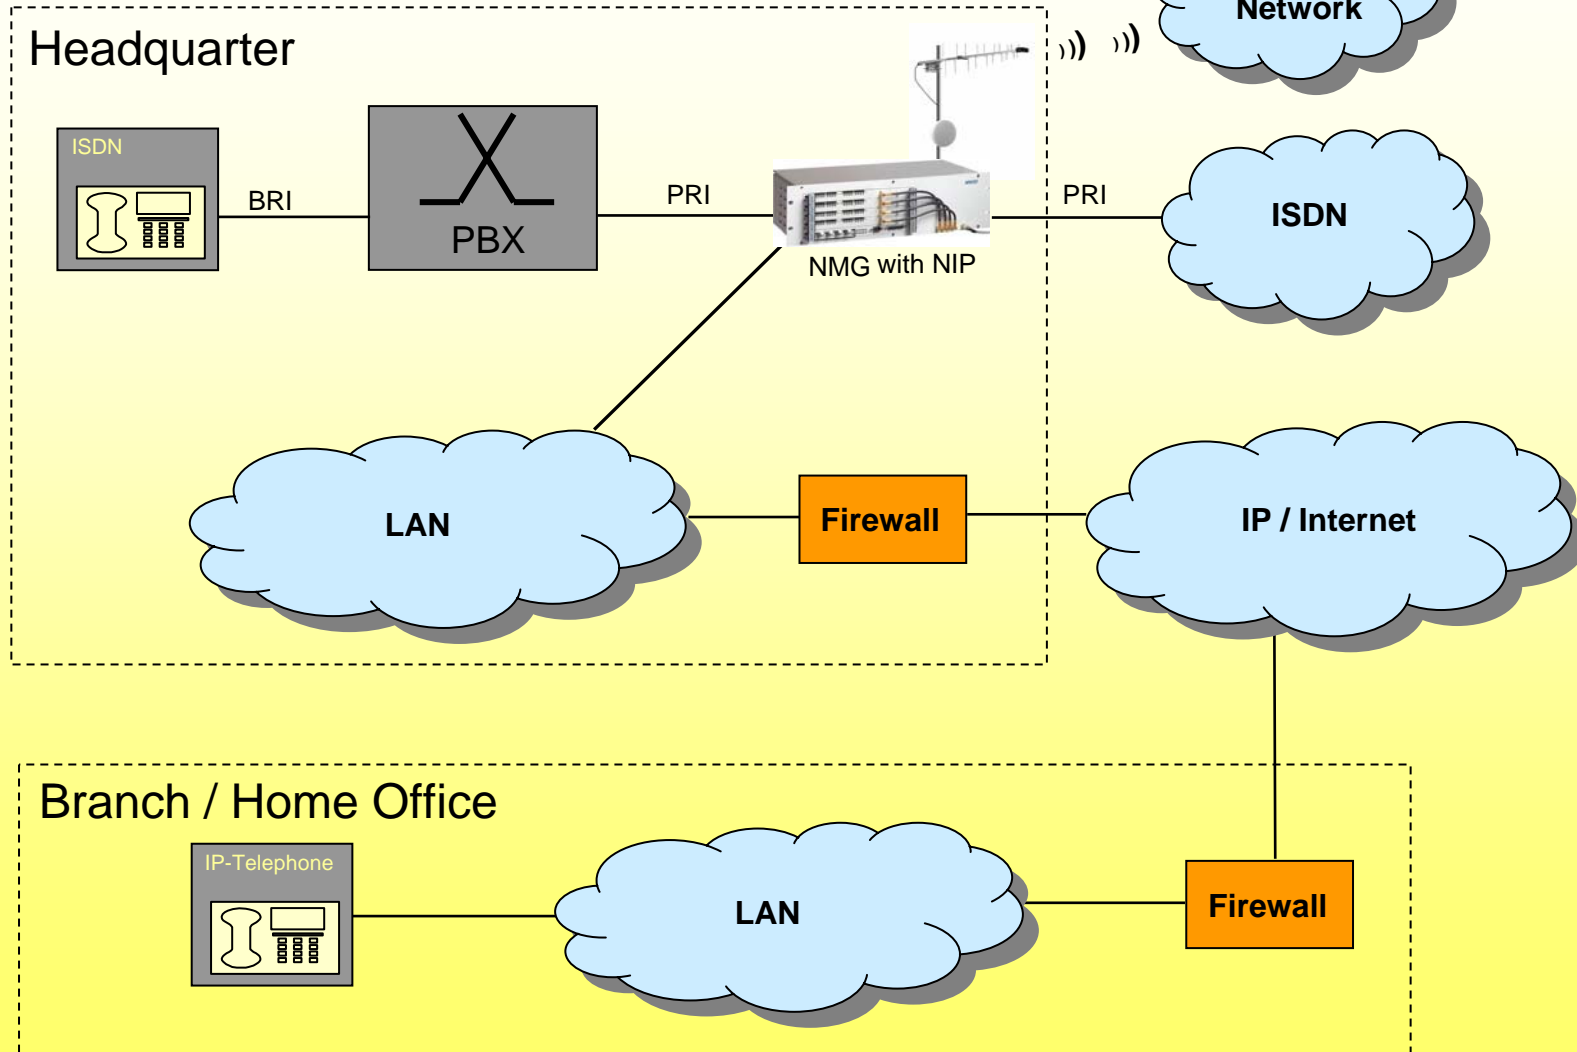 Network
Headquarter
ISDN
BRI
PBX
PRI
NMG with NIP
PRI
ISDN
LAN
Firewall
IP / Internet
Branch / Home Office
IP-Telephone
LAN
Firewall